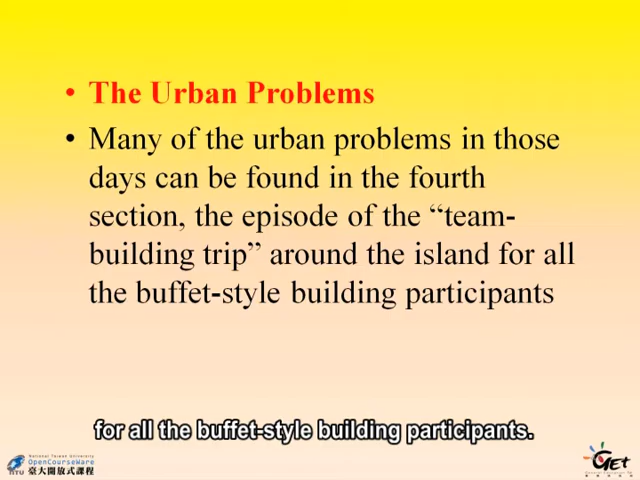 • The Urban Problems
• Many of the urban problems in those
days can be found in the fourth
section, the episode of the “team-
building trip” around the island for all
the buffet-style building participants
for all the buffet-style building participants.
National Taiwan University
NTU OpenCourseWare
臺大開放式課程
GET